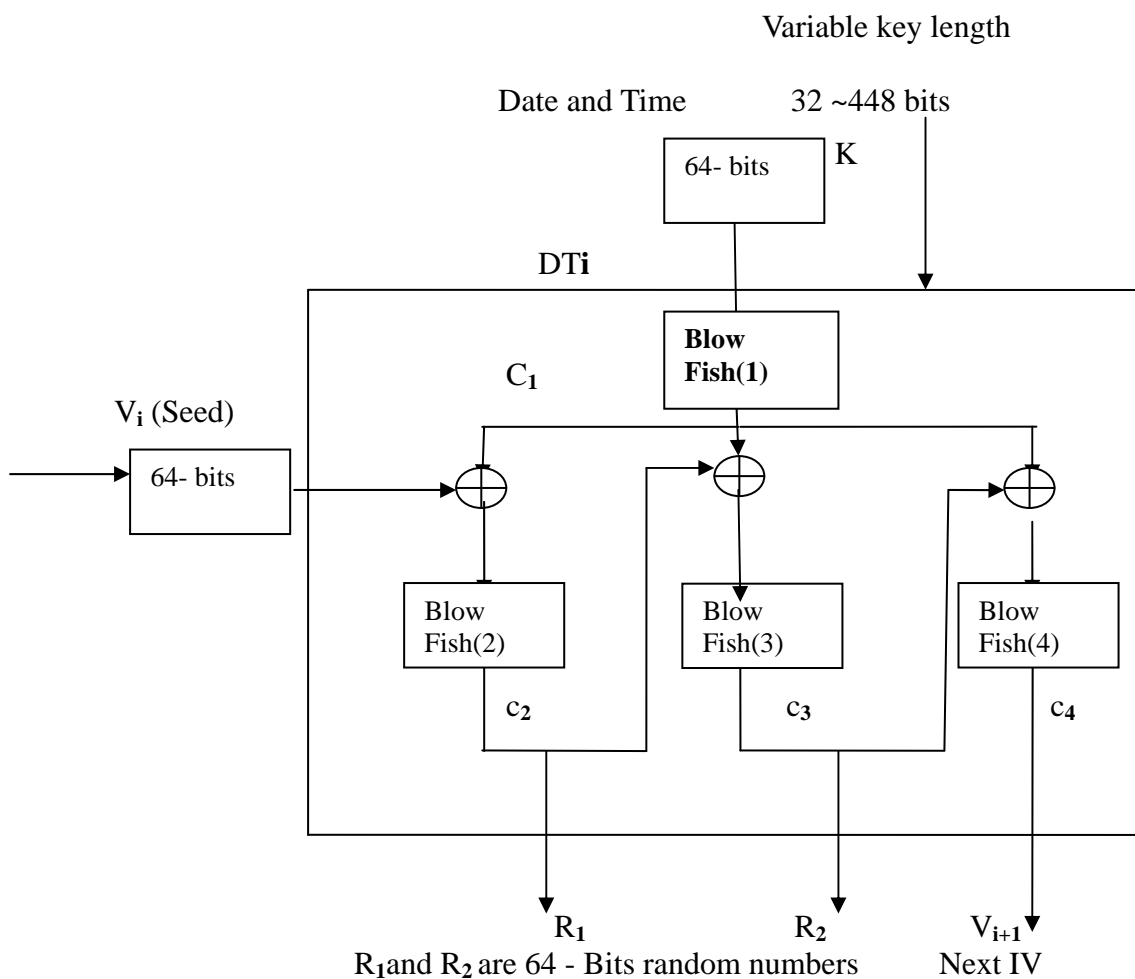 Variable key length
Date and Time 32 ~448 bits
64- bits K
DTi
Blow
Fish(1)
C1
Vi (Seed)
64- bits
Blow
Fish(2)
Blow
Fish(3)
Blow
Fish(4)
c2 c3 c4
R1 R2 Vi+1
R1and R2 are 64 - Bits random numbers Next IV